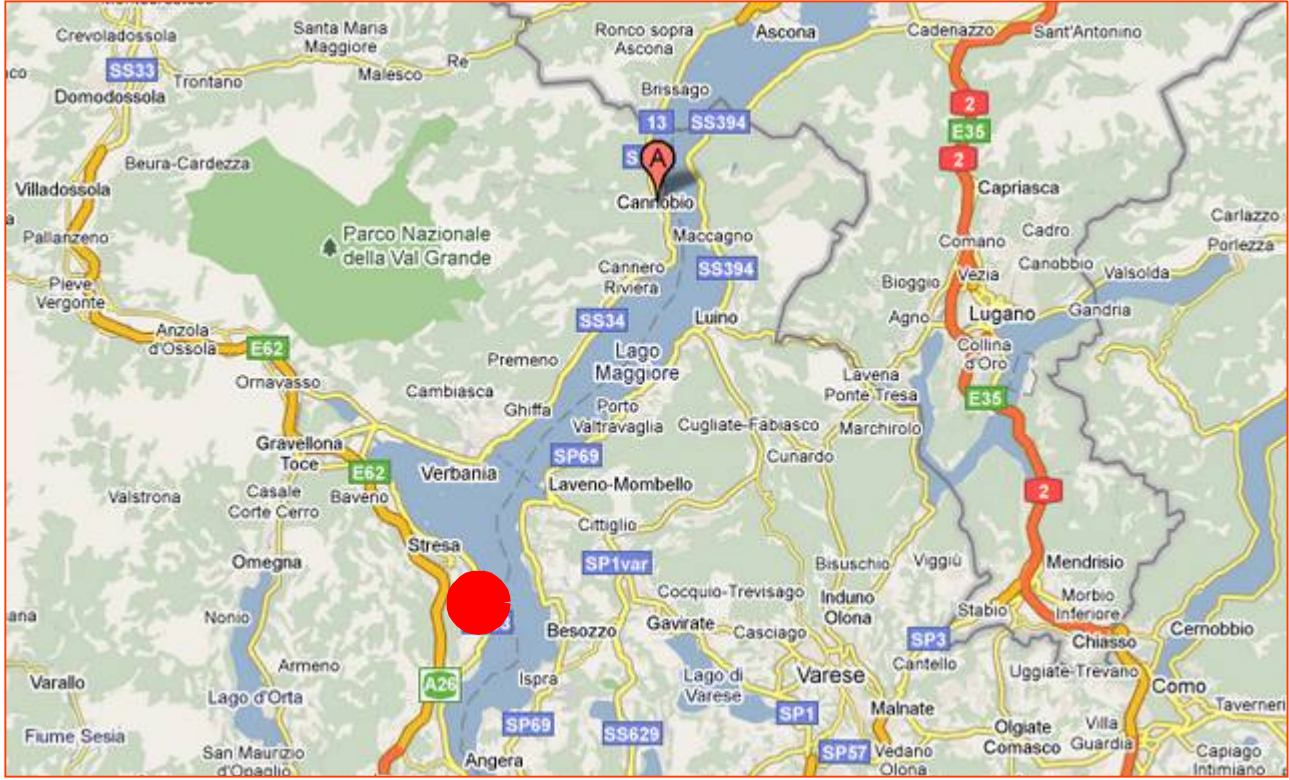 Crevoladossola
Santa Maria
Maggiore
Re
Ronco sopra
Ascona
Ascona
Cadenazzo
Sant'Antonino
SS33
Trontano
Malesco
Domodossola
Brissago
2
13
SS394
E35
Beura-Cardezza
S
A
2
Villadossola
Cannobio
Capriasca
Carlazzo
Pallanzeno
Parco Nazionale
della Val Grande
Maccagno
Comano
Cadro
Porlezza
Pieve
Vergonte
Cannero
Riviera
SS394
Bioggio
Vezia
Canobbio
Valsolda
Anzola
d'Ossola
SS34
Luino
Agno
Lugano
Gandria
E62
Premeno
Lago
Maggiore
Collina
d'Oro
Ornavasso
Cambiasca
Lavena
Ponte Tresa
E35
Ghiffa
Porto
Valtravaglia
Cugliate-Fabiasco
Marchirolo
Gravellona
Toce
SP69
Cunardo
E62
Verbania
Laveno-Mombello
2
Valstrona
Casale
Corte Cerro
Baveno
Cittiglio
Omegna
Stresa
SP1var
Bisuschio
Viggiù
Mendrisio
Cocquio-Trevisago
Induno
Olona
Stabio
Morbio
Inferiore
ana
Nonio
3
Besozzo
Gavirate
Casciago
SP3
Chiasso
Cernobbio
Armeno
Cantello
Varallo
Lago d'Orta
A26
Ispra
Lago di
Varese
Varese
Uggiate-Trevano
Como
SP69
SS629
SP1
Malnate
Taverneri
Fiume Sesia
Olgiate
Comasco
Villa
Guardia
San Maurizio
d'Opaglio
Angera
SP57
Vedano
Olona
Capiago
Intimiano